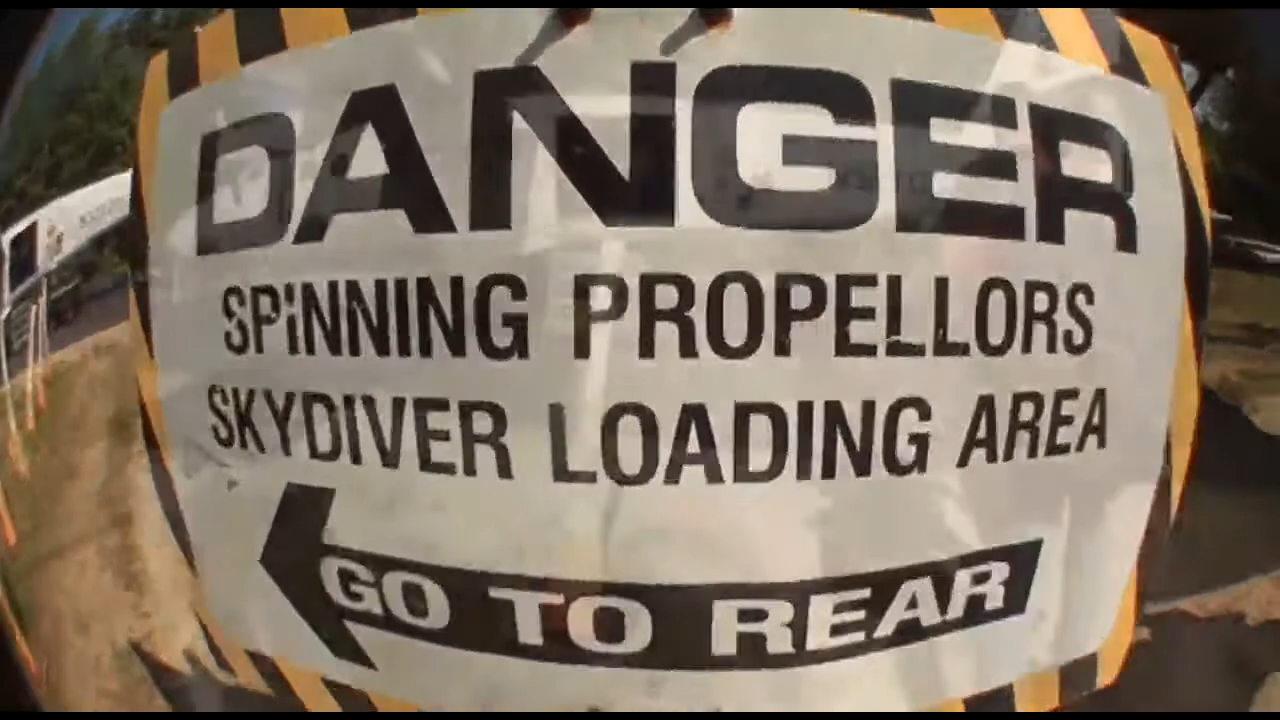 DANGER
SPINNING PROPELLORS
SKYDIVER LOADING AREA
GO TO REAR